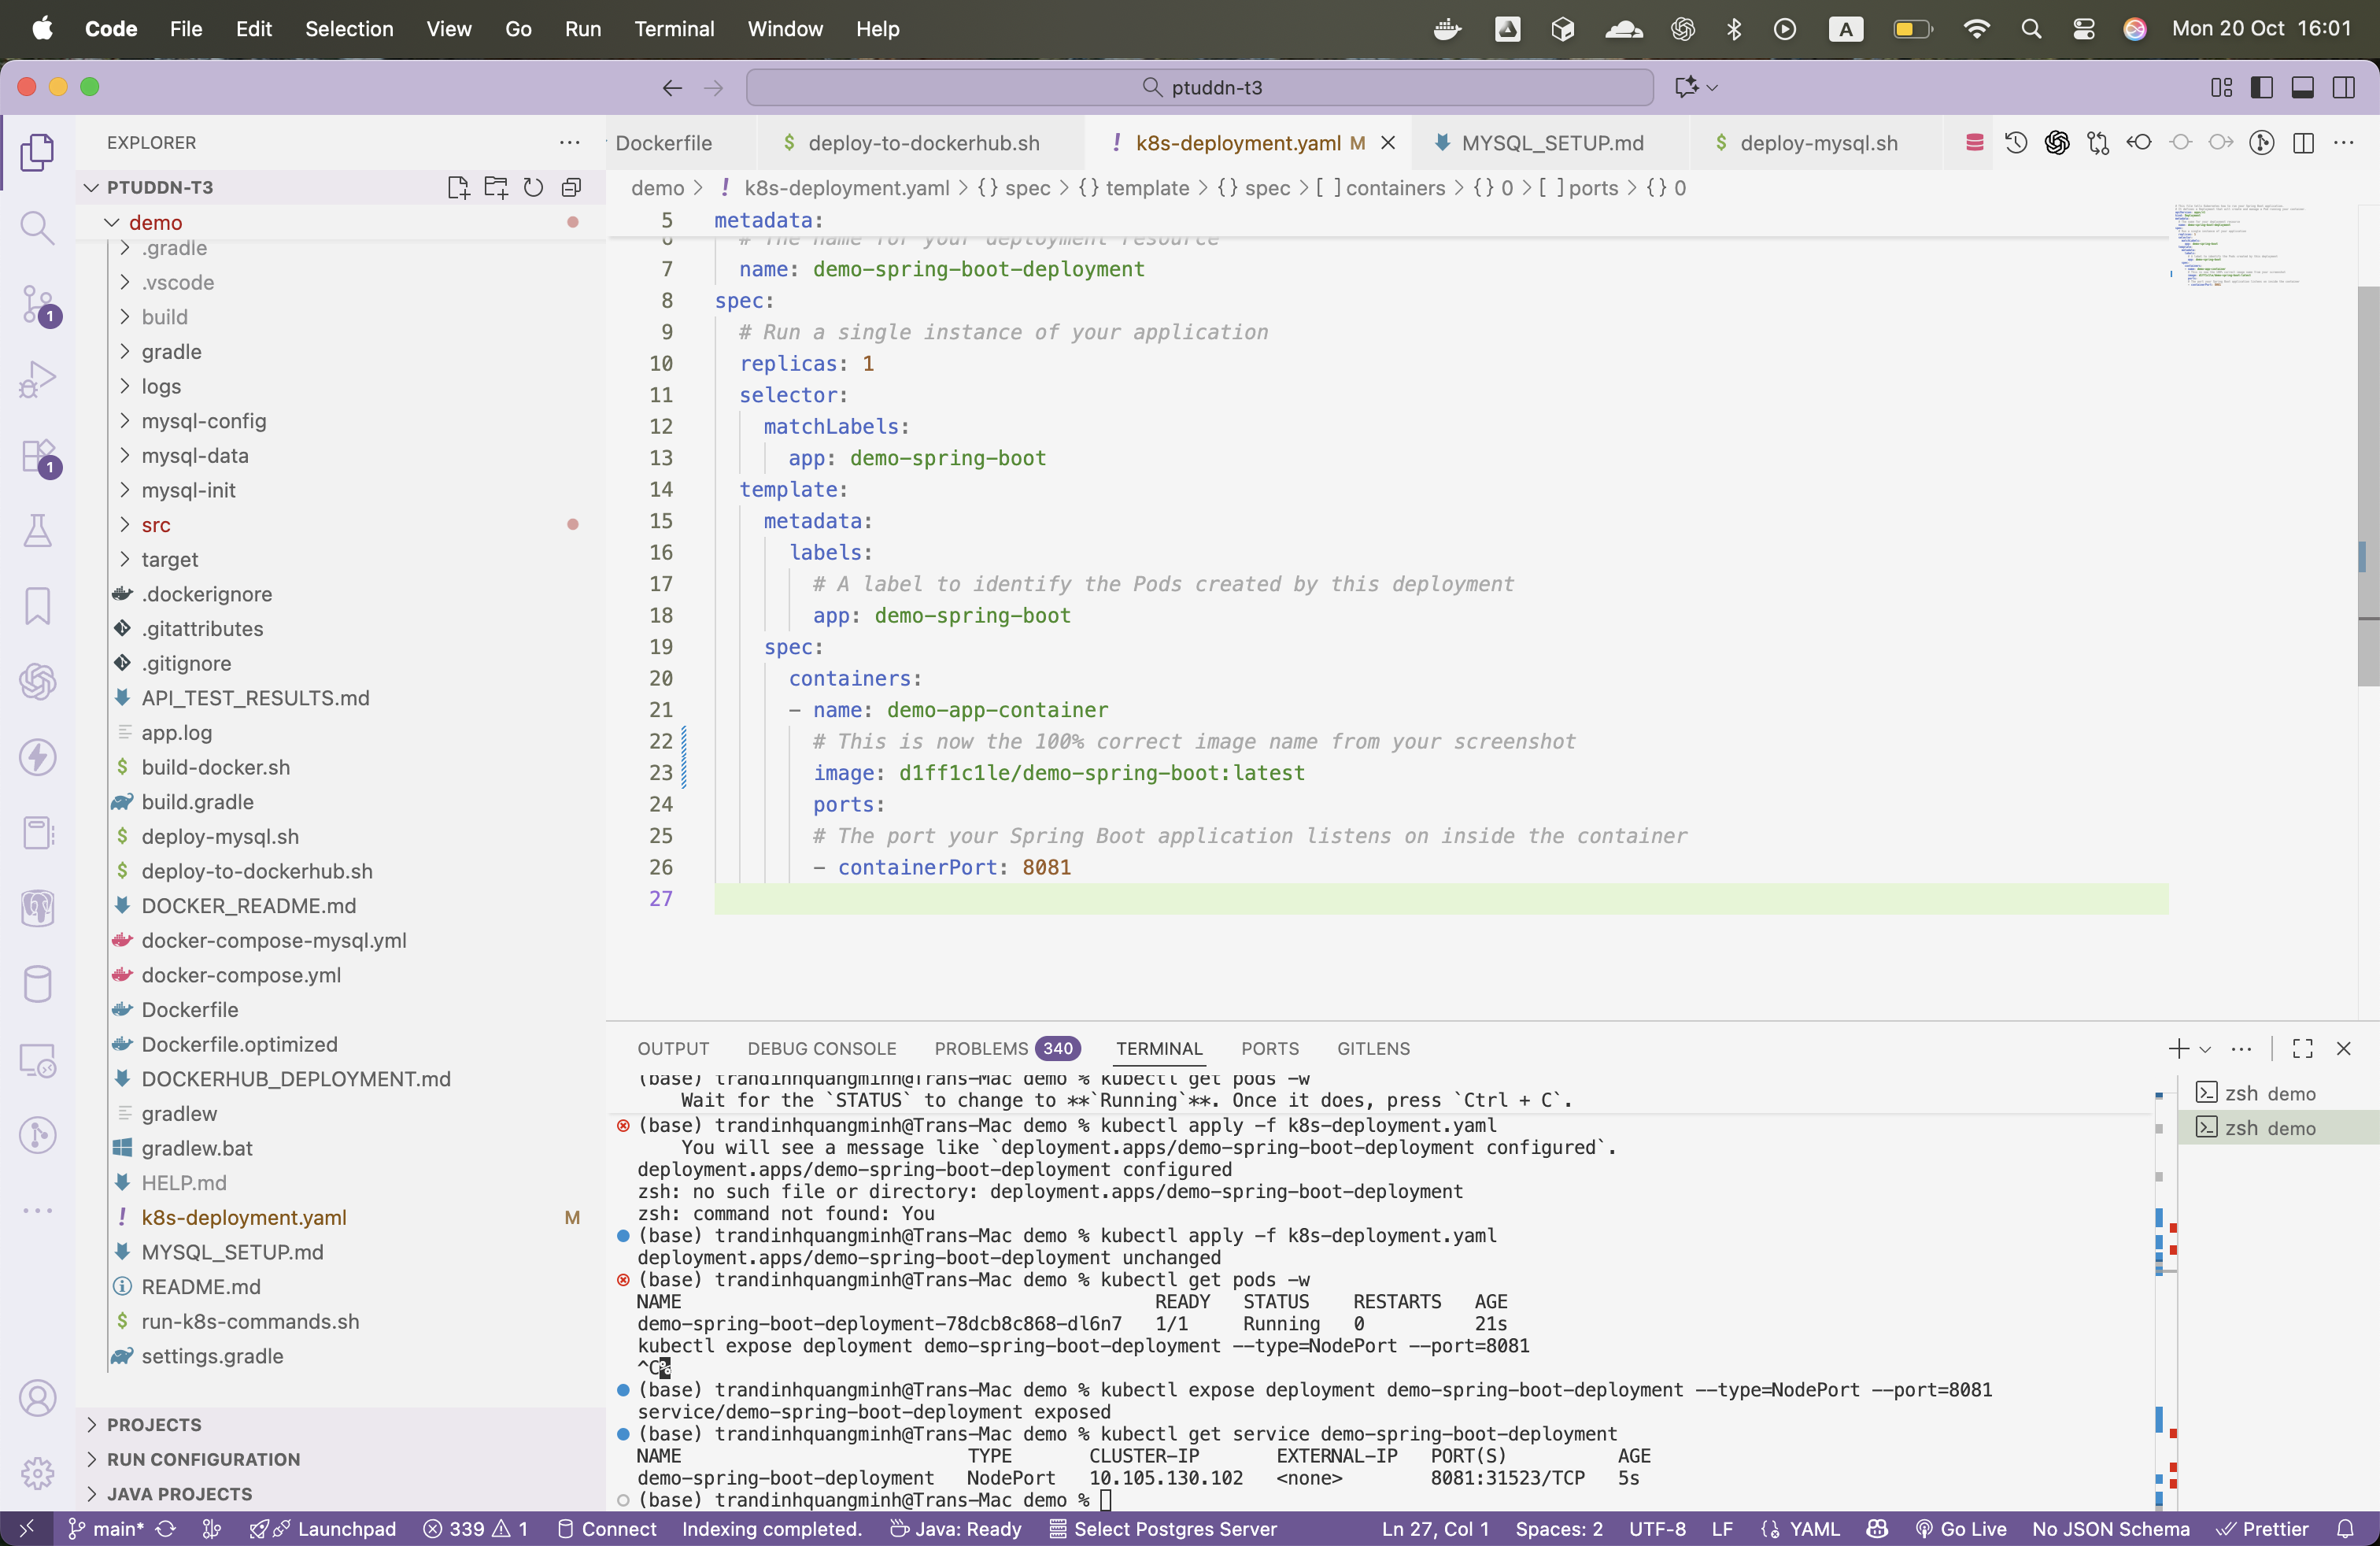 Code File Edit Selection View Go Run Terminal Window Help
A
Mon 20 Oct 16:01
ptuddn-t3
EXPLORER
Dockerfile
$ deploy-to-dockerhub.sh
! k8s-deployment.yaml M
MYSQL_SETUP.md
$ deploy-mysql.sh
PTUDDN-T3
demo > ! k8s-deployment.yaml > {} spec > {} template > {} spec > [ ] containers > {} 0 > [ ] ports > {} 0
demo
.gradle
.vscode
build
gradle
logs
mysql-config
mysql-data
mysql-init
src
target
.dockerignore
.gitattributes
.gitignore
API_TEST_RESULTS.md
app.log
$ build-docker.sh
build.gradle
$ deploy-mysql.sh
$ deploy-to-dockerhub.sh
DOCKER_README.md
docker-compose-mysql.yml
docker-compose.yml
Dockerfile
Dockerfile.optimized
DOCKERHUB_DEPLOYMENT.md
gradlew
gradlew.bat
HELP.md
! k8s-deployment.yaml M
MYSQL_SETUP.md
README.md
$ run-k8s-commands.sh
settings.gradle
PROJECTS
RUN CONFIGURATION
JAVA PROJECTS
1
1
5 metadata:
6 # The name for your deployment resource
7 name: demo-spring-boot-deployment
8 spec:
9 # Run a single instance of your application
10 replicas: 1
11 selector:
12 matchLabels:
13 app: demo-spring-boot
14 template:
15 metadata:
16 labels:
17 # A label to identify the Pods created by this deployment
18 app: demo-spring-boot
19 spec:
20 containers:
21 - name: demo-app-container
22 # This is now the 100% correct image name from your screenshot
23 image: d1ff1c1le/demo-spring-boot:latest
24 ports:
25 # The port your Spring Boot application listens on inside the container
26 - containerPort: 8081
27
OUTPUT DEBUG CONSOLE PROBLEMS 340 TERMINAL PORTS GITLENS
(base) trandinhquangminh@Trans-Mac demo % kubectl get pods -w
Wait for the `STATUS` to change to **`Running`**. Once it does, press `Ctrl + C`.
(base) trandinhquangminh@Trans-Mac demo % kubectl apply -f k8s-deployment.yaml
You will see a message like `deployment.apps/demo-spring-boot-deployment configured`.
deployment.apps/demo-spring-boot-deployment configured
zsh: no such file or directory: deployment.apps/demo-spring-boot-deployment
zsh: command not found: You
(base) trandinhquangminh@Trans-Mac demo % kubectl apply -f k8s-deployment.yaml
deployment.apps/demo-spring-boot-deployment unchanged
(base) trandinhquangminh@Trans-Mac demo % kubectl get pods -w
NAME READY STATUS RESTARTS AGE
demo-spring-boot-deployment-78dcb8c868-dl6n7 1/1 Running 0 21s
kubectl expose deployment demo-spring-boot-deployment --type=NodePort --port=8081
^C%
(base) trandinhquangminh@Trans-Mac demo % kubectl expose deployment demo-spring-boot-deployment --type=NodePort --port=8081
service/demo-spring-boot-deployment exposed
(base) trandinhquangminh@Trans-Mac demo % kubectl get service demo-spring-boot-deployment
NAME TYPE CLUSTER-IP EXTERNAL-IP PORT(S) AGE
demo-spring-boot-deployment NodePort 10.105.130.102 <none> 8081:31523/TCP 5s
(base) trandinhquangminh@Trans-Mac demo %
zsh demo
zsh demo
main* Launchpad 339 1 Connect Indexing completed. Java: Ready Select Postgres Server Ln 27, Col 1 Spaces: 2 UTF-8 LF YAML Go Live No JSON Schema Prettier